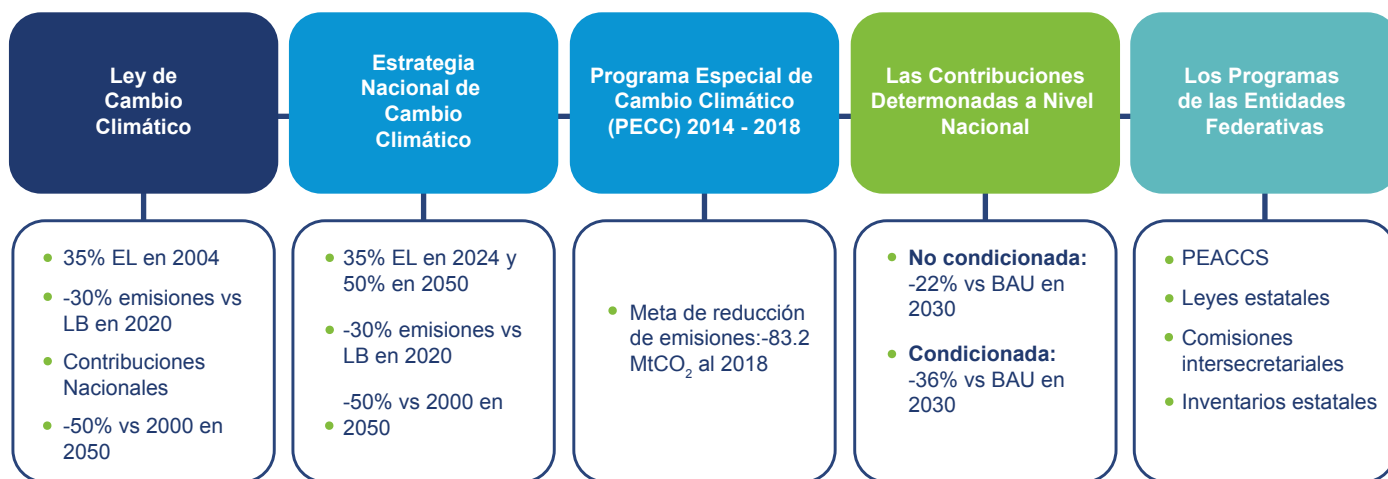 Ley de
Cambio
Climático
Estrategia
Nacional de
Cambio
Climático
Programa Especial de
Cambio Climático
(PECC) 2014 - 2018
Las Contribuciones
Determonadas a Nivel
Nacional
Los Programas
de las Entidades
Federativas
• 35% EL en 2004
• -30% emisiones vs
LB en 2020
• Contribuciones
Nacionales
• -50% vs 2000 en
2050
• 35% EL en 2024 y
50% en 2050
• -30% emisiones vs
LB en 2020
-50% vs 2000 en
• 2050
• Meta de reducción
de emisiones:-83.2
MtCO₂ al 2018
• No condicionada:
-22% vs BAU en
2030
• Condicionada:
-36% vs BAU en
2030
• PEACCS
• Leyes estatales
• Comisiones
intersecretariales
• Inventarios estatales